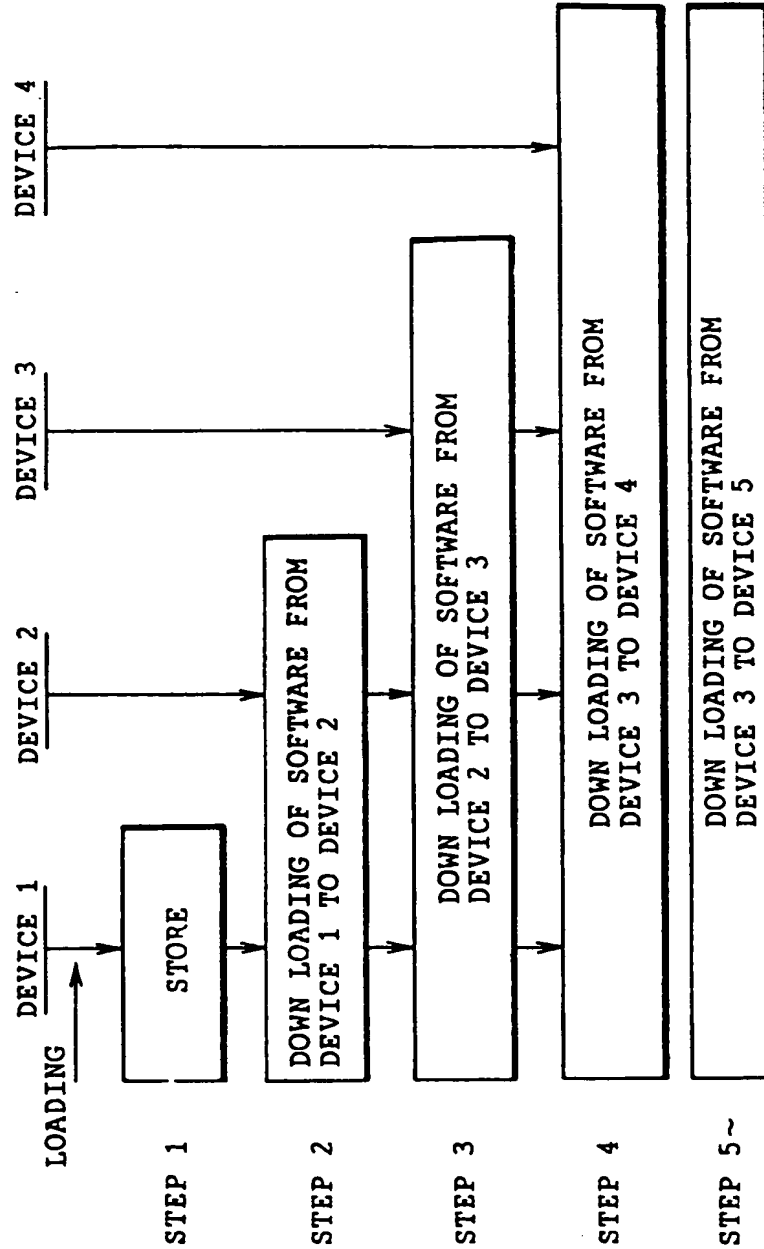 DEVICE 1
DEVICE 2
DEVICE 3
DEVICE 4
LOADING
STEP 1
STORE
STEP 2
DOWN LOADING OF SOFTWARE FROM
DEVICE 1 TO DEVICE 2
STEP 3
DOWN LOADING OF SOFTWARE FROM
DEVICE 2 TO DEVICE 3
STEP 4
DOWN LOADING OF SOFTWARE FROM
DEVICE 3 TO DEVICE 4
STEP 5~
DOWN LOADING OF SOFTWARE FROM
DEVICE 3 TO DEVICE 5